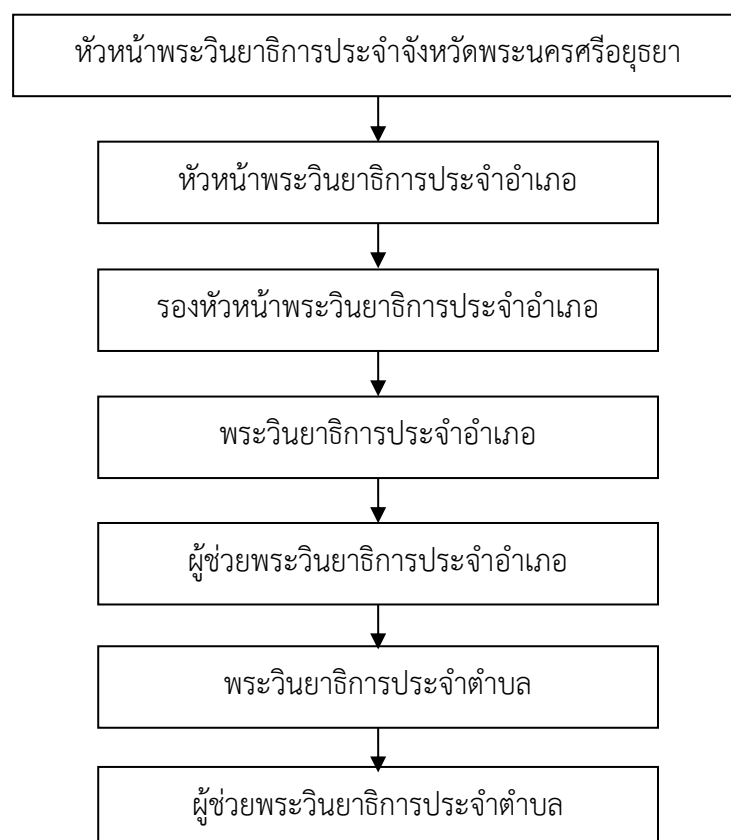 หัวหน้าพระวินยาธิการประจำจังหวัดพระนครศรีอยุธยา
หัวหน้าพระวินยาธิการประจำอำเภอ
รองหัวหน้าพระวินยาธิการประจำอำเภอ
พระวินยาธิการประจำอำเภอ
ผู้ช่วยพระวินยาธิการประจำอำเภอ
พระวินยาธิการประจำตำบล
ผู้ช่วยพระวินยาธิการประจำตำบล